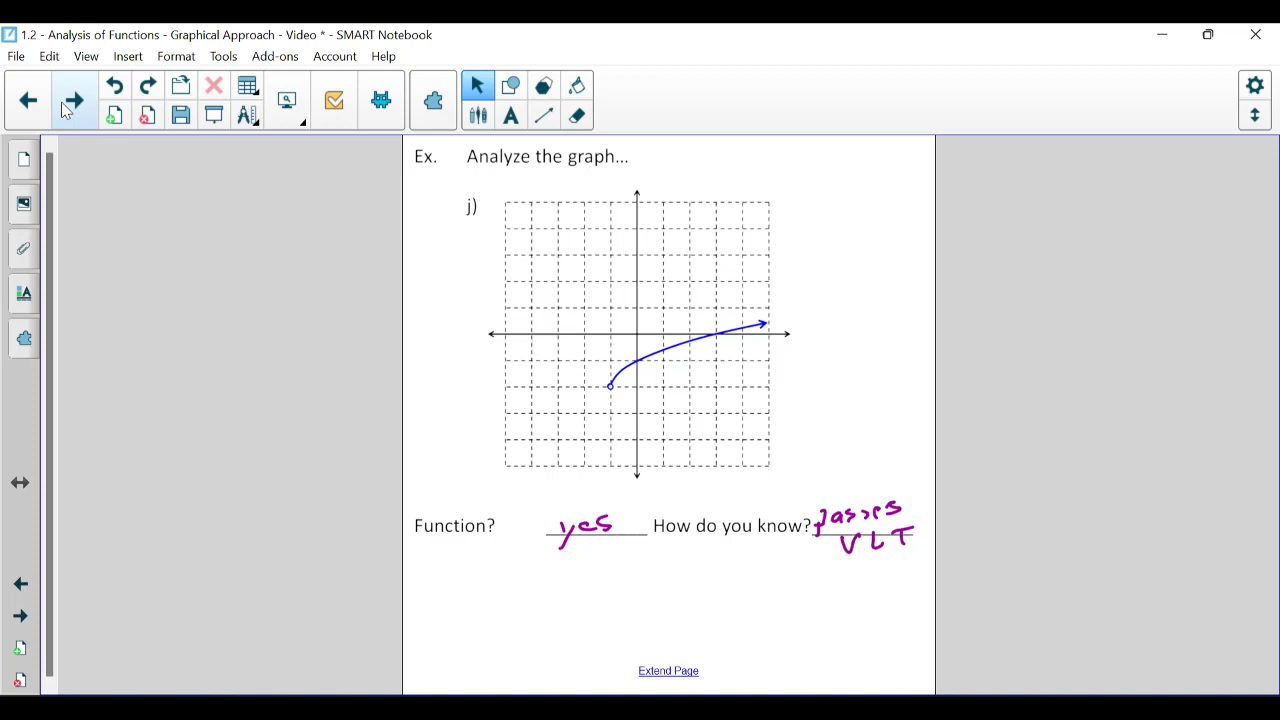 1.2 - Analysis of Functions - Graphical Approach - Video * - SMART Notebook
File Edit View Insert Format Tools Add-ons Account Help
Ex. Analyze the graph...
j)
Function? yes How do you know? passes
VLT
Extend Page